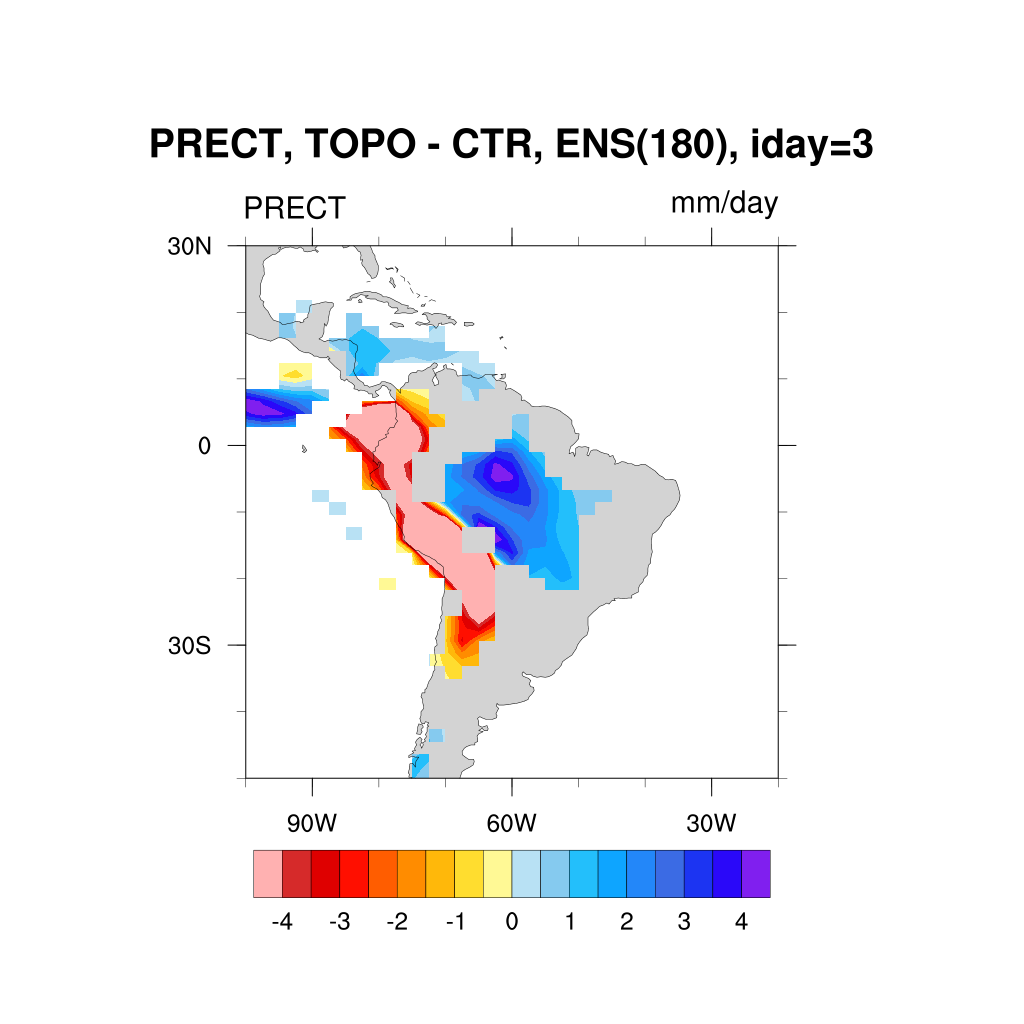 PRECT, TOPO - CTR, ENS(180), iday=3
PRECT mm/day
30N
0
30S
90W 60W 30W
-4 -3 -2 -1 0 1 2 3 4